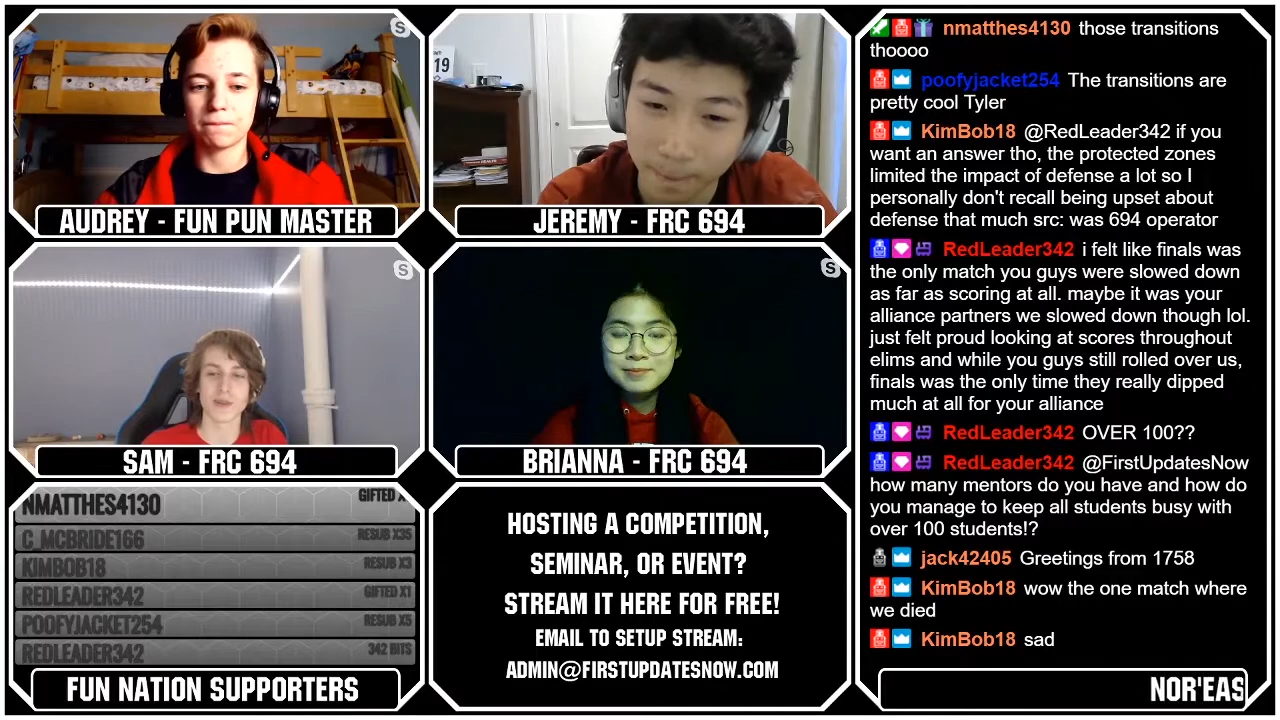 19
AUDREY - FUN PUN MASTER
JEREMY - FRC 694
SAM - FRC 694
BRIANNA - FRC 694
NMATTHES4130 GIFTED
C_MCBRIDE166 RESUB X35
KIMBOB18 RESUB X3
REDLEADER342 GIFTED X1
POOFYJACKET254 RESUB X5
REDLEADER342 342 BITS
FUN NATION SUPPORTERS
HOSTING A COMPETITION,
SEMINAR, OR EVENT?
STREAM IT HERE FOR FREE!
EMAIL TO SETUP STREAM:
ADMIN@FIRSTUPDATESNOW.COM
nmatthes4130 those transitions
thoooo
poofyjacket254 The transitions are
pretty cool Tyler
KimBob18 @RedLeader342 if you
want an answer tho, the protected zones
limited the impact of defense a lot so I
personally don't recall being upset about
defense that much src: was 694 operator
RedLeader342 i felt like finals was
the only match you guys were slowed down
as far as scoring at all. maybe it was your
alliance partners we slowed down though lol.
just felt proud looking at scores throughout
elims and while you guys still rolled over us,
finals was the only time they really dipped
much at all for your alliance
RedLeader342 OVER 100??
RedLeader342 @FirstUpdatesNow
how many mentors do you have and how do
you manage to keep all students busy with
over 100 students!?
jack42405 Greetings from 1758
KimBob18 wow the one match where
we died
KimBob18 sad
NOR'EAS